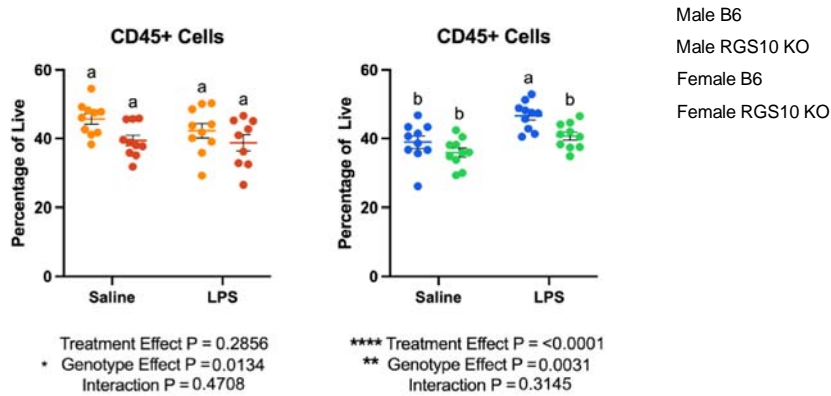 CD45+ Cells
Percentage of Live
60
40
20
0
a
a
a
a
Saline
LPS
Treatment Effect P = 0.2856
* Genotype Effect P = 0.0134
Interaction P = 0.4708
CD45+ Cells
Percentage of Live
60
40
20
0
b
b
a
b
Saline
LPS
**** Treatment Effect P = <0.0001
** Genotype Effect P = 0.0031
Interaction P = 0.3145
Male B6
Male RGS10 KO
Female B6
Female RGS10 KO